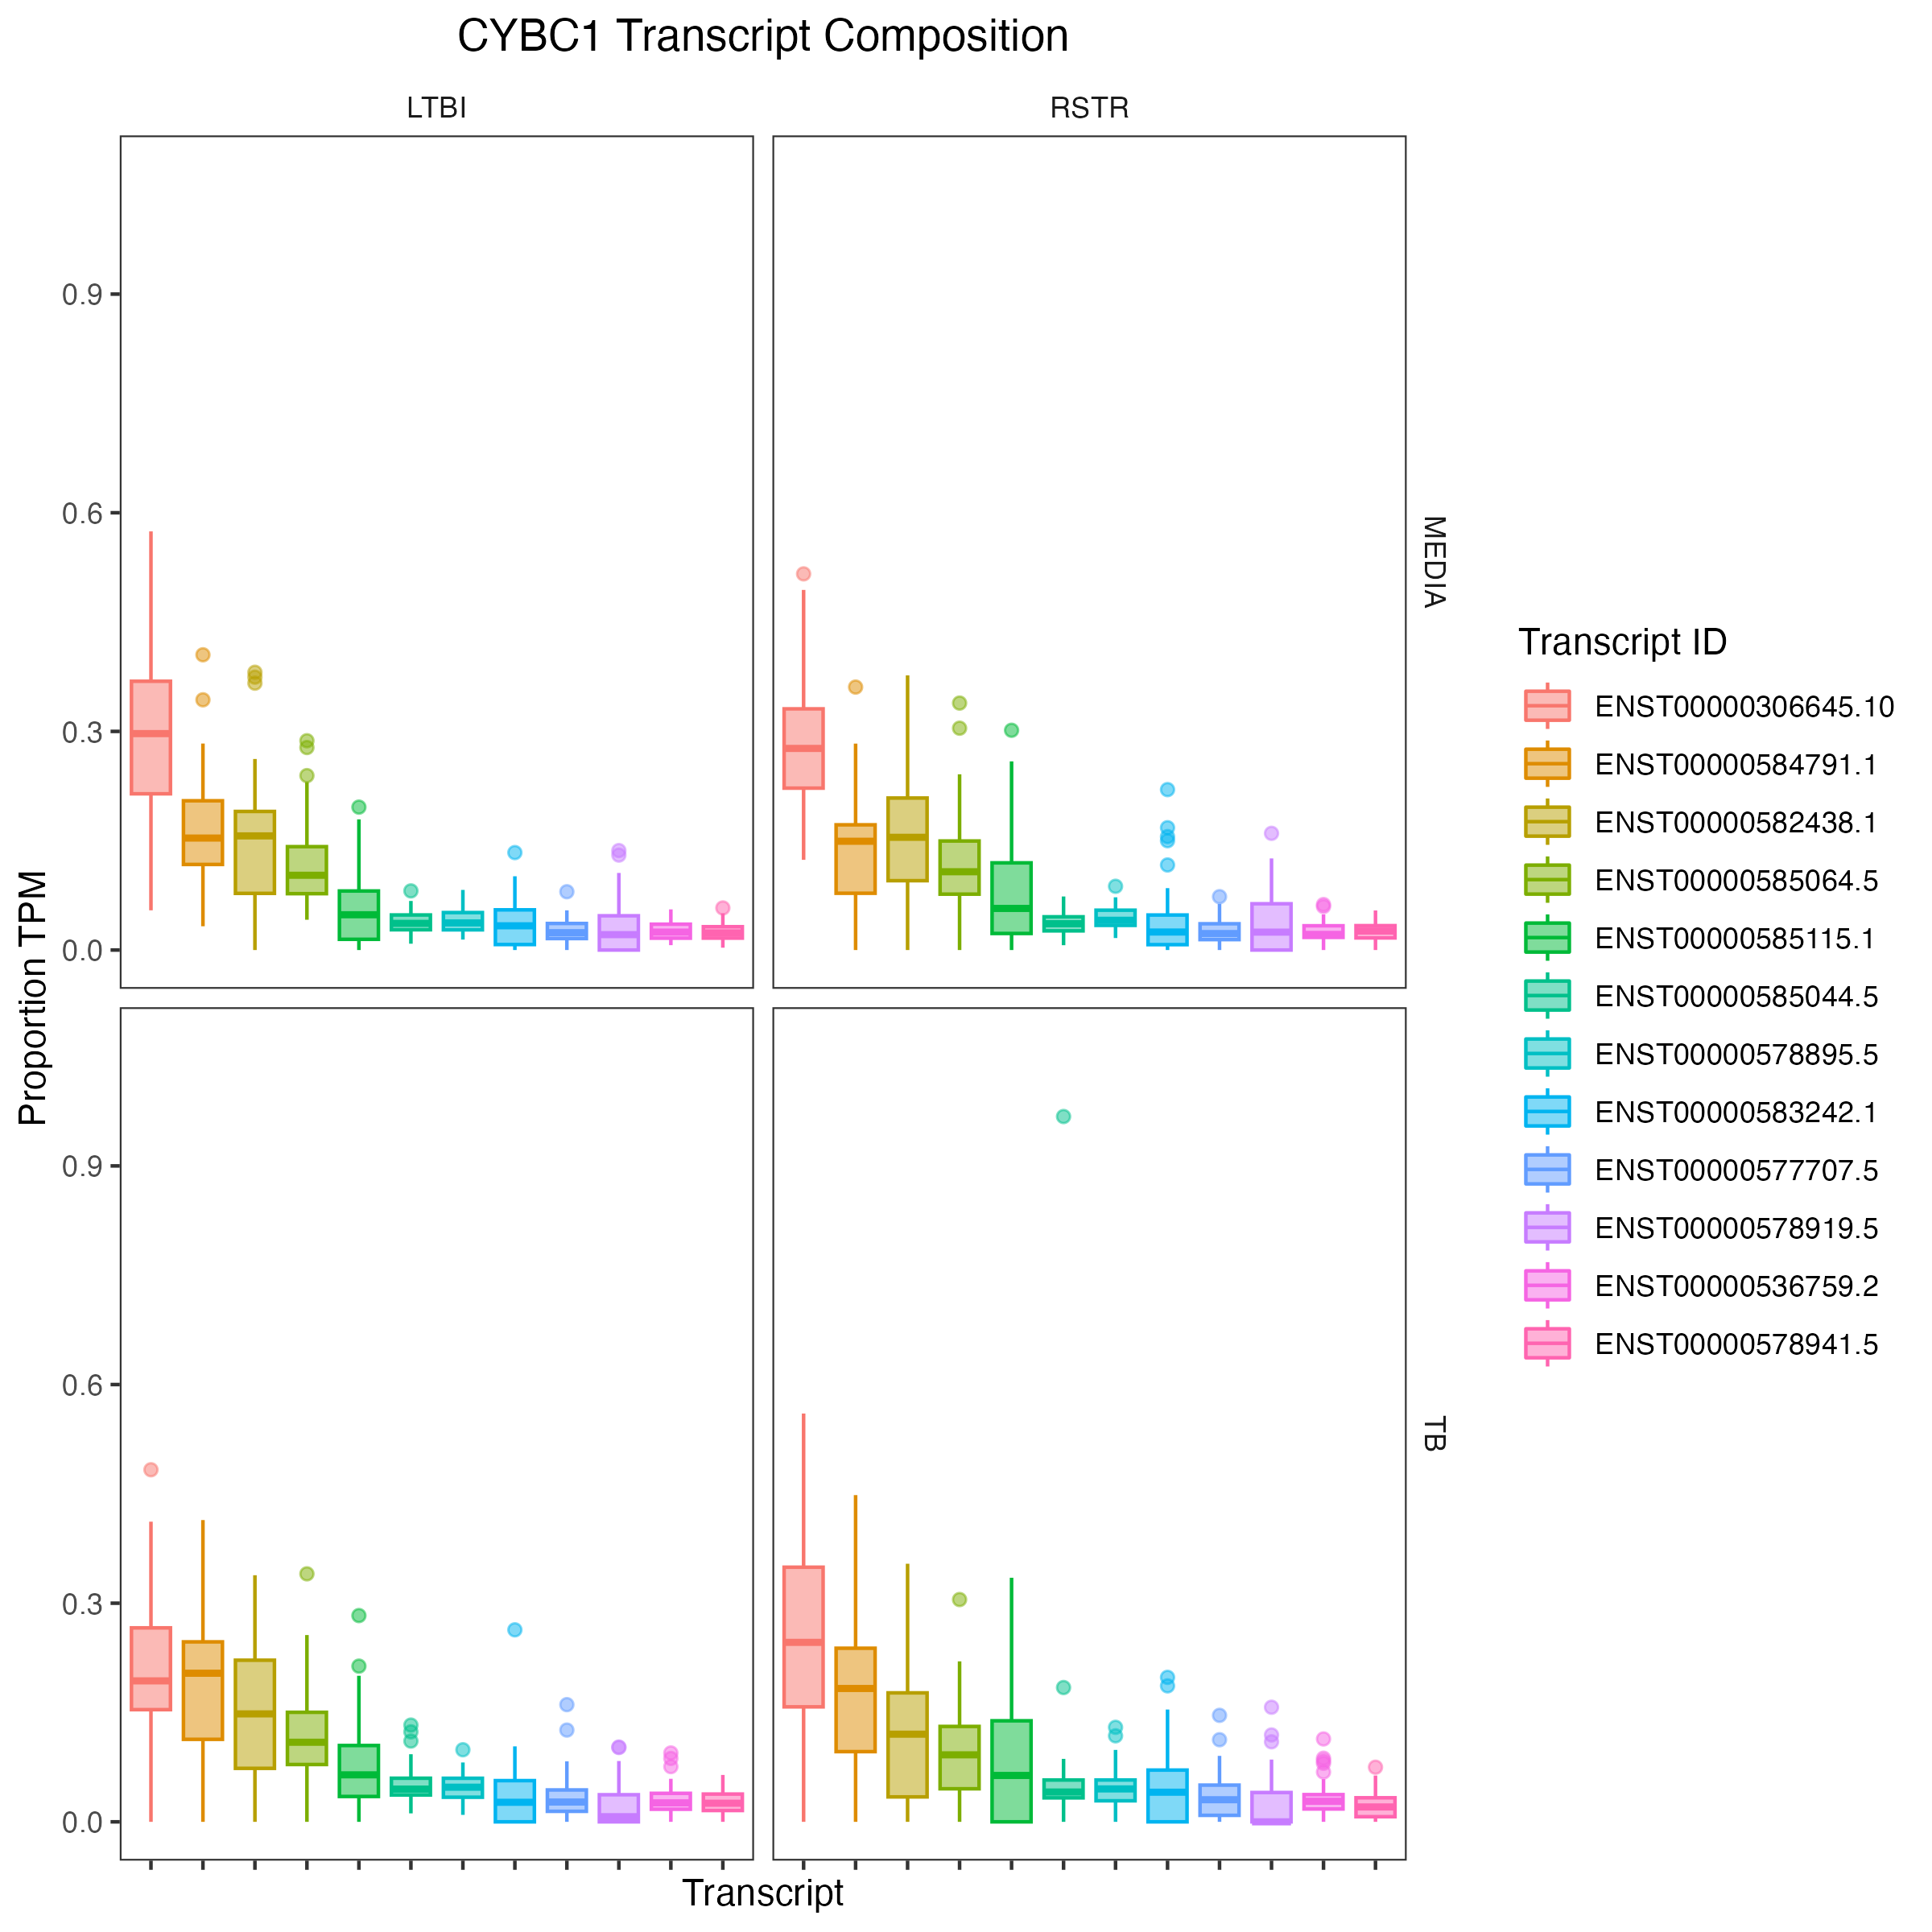 CYBC1 Transcript Composition
LTBI
RSTR
0.9
0.6
0.3
0.0
MEDIA
0.9
0.6
0.3
0.0
TB
Proportion TPM
Transcript
Transcript ID
ENST00000306645.10
ENST00000584791.1
ENST00000582438.1
ENST00000585064.5
ENST00000585115.1
ENST00000585044.5
ENST00000578895.5
ENST00000583242.1
ENST00000577707.5
ENST00000578919.5
ENST00000536759.2
ENST00000578941.5